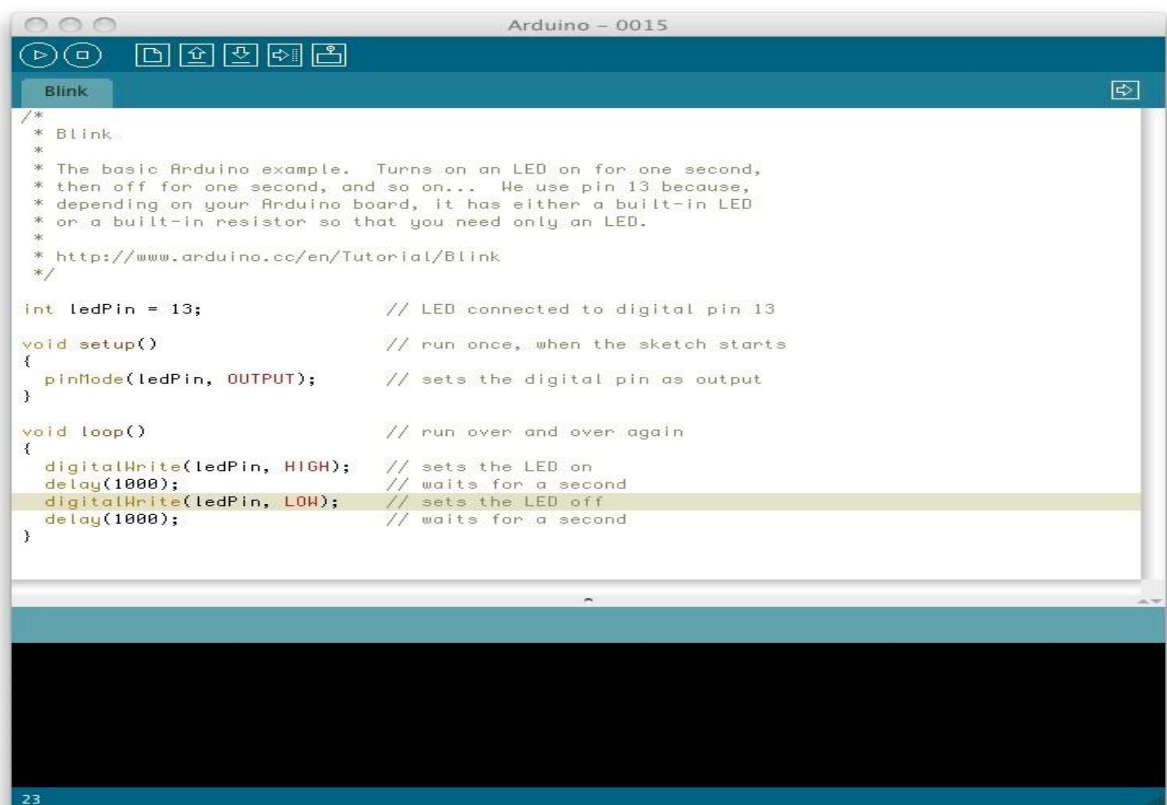 Arduino – 0015
Blink
/*
 * Blink
 *
 * The basic Arduino example.  Turns on an LED on for one second,
 * then off for one second, and so on...  We use pin 13 because,
 * depending on your Arduino board, it has either a built-in LED
 * or a built-in resistor so that you need only an LED.
 *
 * http://www.arduino.cc/en/Tutorial/Blink
 */
int ledPin = 13;                // LED connected to digital pin 13
void setup()                    // run once, when the sketch starts
{
  pinMode(ledPin, OUTPUT);      // sets the digital pin as output
}
void loop()                     // run over and over again
{
  digitalWrite(ledPin, HIGH);   // sets the LED on
  delay(1000);                  // waits for a second
  digitalWrite(ledPin, LOW);    // sets the LED off
  delay(1000);                  // waits for a second
}
23